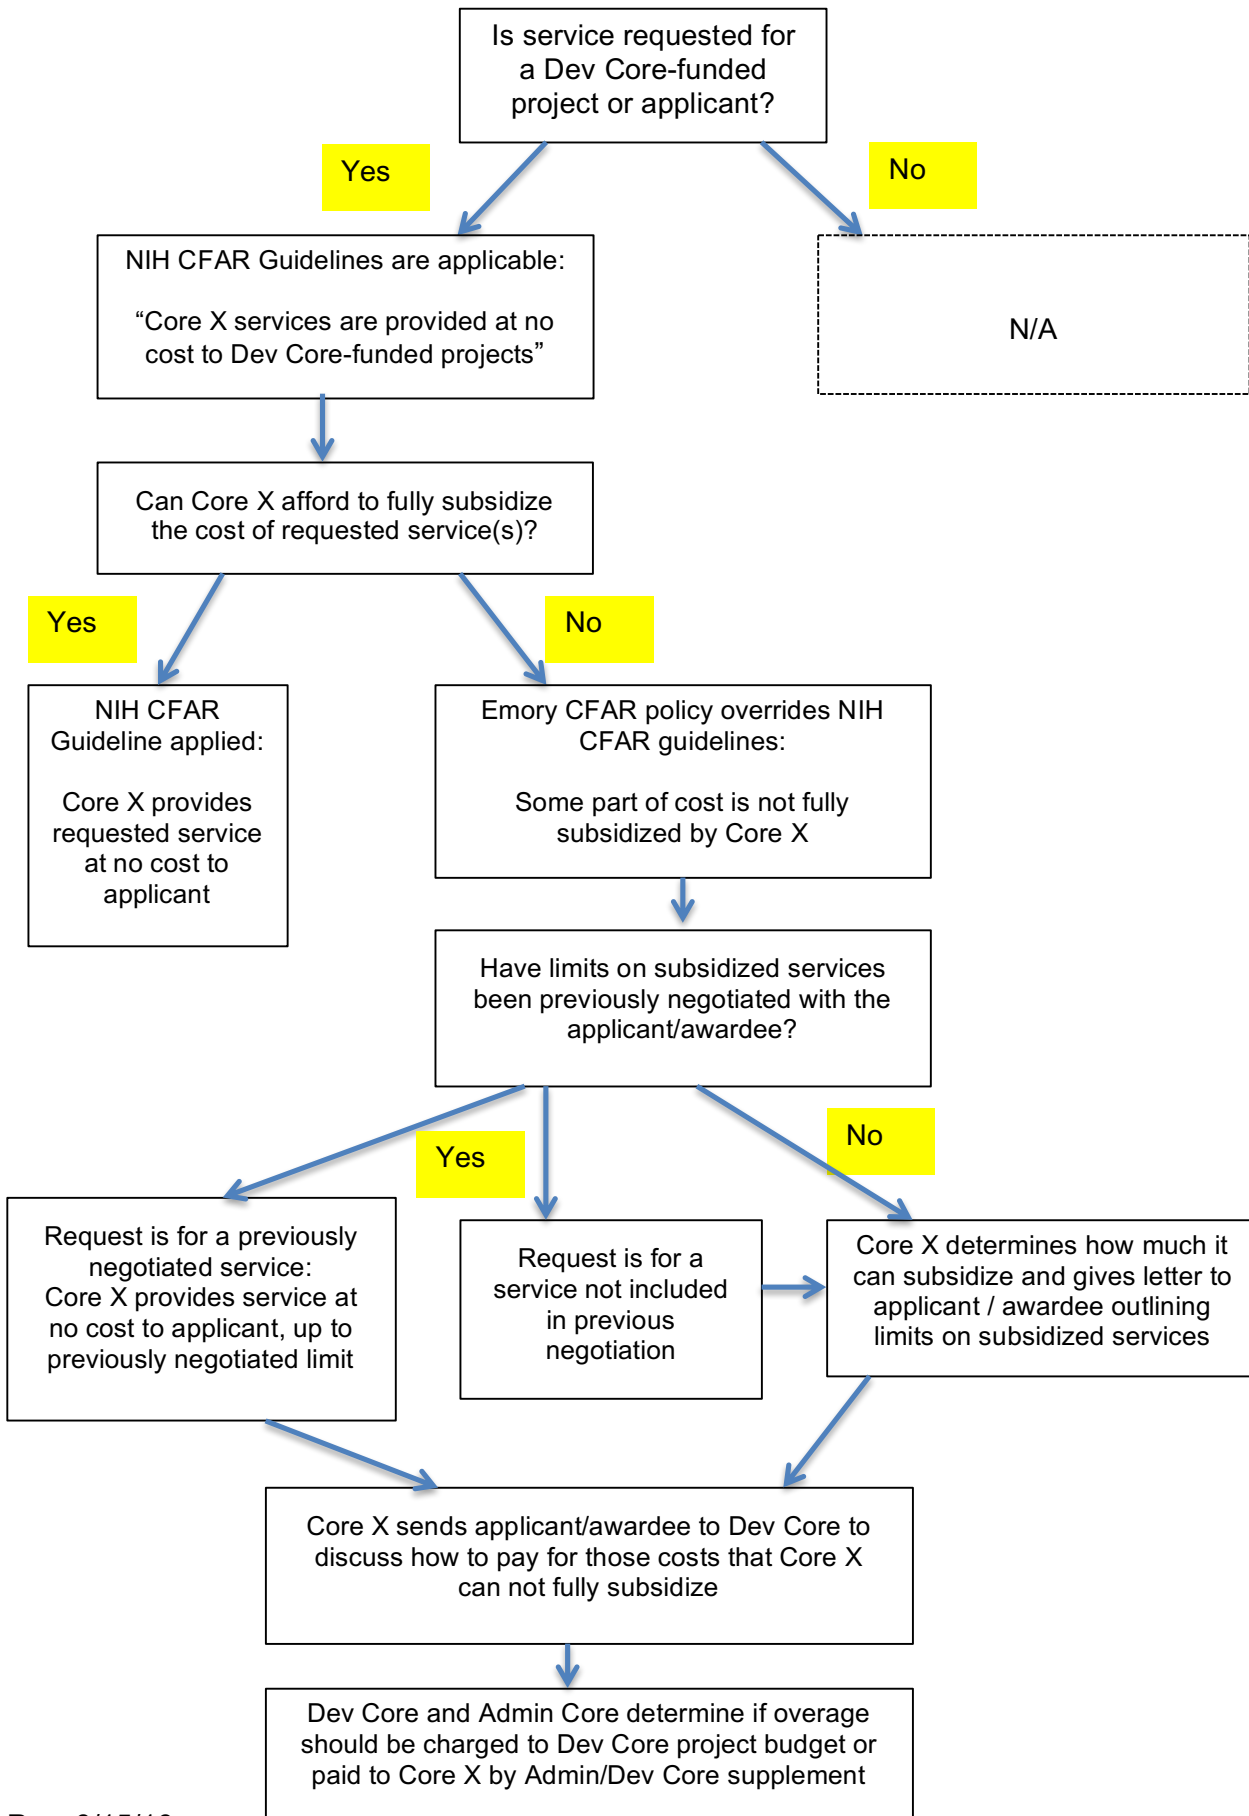 Is service requested for
a Dev Core-funded
project or applicant?
Yes
No
NIH CFAR Guidelines are applicable:
“Core X services are provided at no
cost to Dev Core-funded projects”
N/A
Can Core X afford to fully subsidize
the cost of requested service(s)?
Yes
No
NIH CFAR
Guideline applied:
Core X provides
requested service
at no cost to
applicant
Emory CFAR policy overrides NIH
CFAR guidelines:
Some part of cost is not fully
subsidized by Core X
Have limits on subsidized services
been previously negotiated with the
applicant/awardee?
Yes
No
Request is for a previously
negotiated service:
Core X provides service at
no cost to applicant, up to
previously negotiated limit
Request is for a
service not included
in previous
negotiation
Core X determines how much it
can subsidize and gives letter to
applicant / awardee outlining
limits on subsidized services
Core X sends applicant/awardee to Dev Core to
discuss how to pay for those costs that Core X
can not fully subsidize
Dev Core and Admin Core determine if overage
should be charged to Dev Core project budget or
paid to Core X by Admin/Dev Core supplement